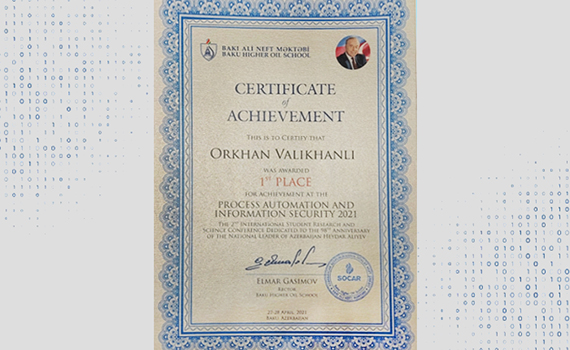 BAKI ALİ NEFT MƏKTƏBİ
BAKU HIGHER OIL SCHOOL
CERTIFICATE
of
ACHIEVEMENT
THIS IS TO CERTIFY THAT
ORKHAN VALIKHANLI
WAS AWARDED
1ST PLACE
FOR ACHIEVEMENT AT THE
PROCESS AUTOMATION AND
INFORMATION SECURITY 2021
THE 2ND INTERNATIONAL STUDENT RESEARCH AND
SCIENCE CONFERENCE DEDICATED TO THE 98TH ANNIVERSARY
OF THE NATIONAL LEADER OF AZERBAIJAN HEYDAR ALIYEV
ELMAR GASIMOV
RECTOR
BAKU HIGHER OIL SCHOOL
SOCAR
APRIL, 2021
BAKU AZERBAIJAN